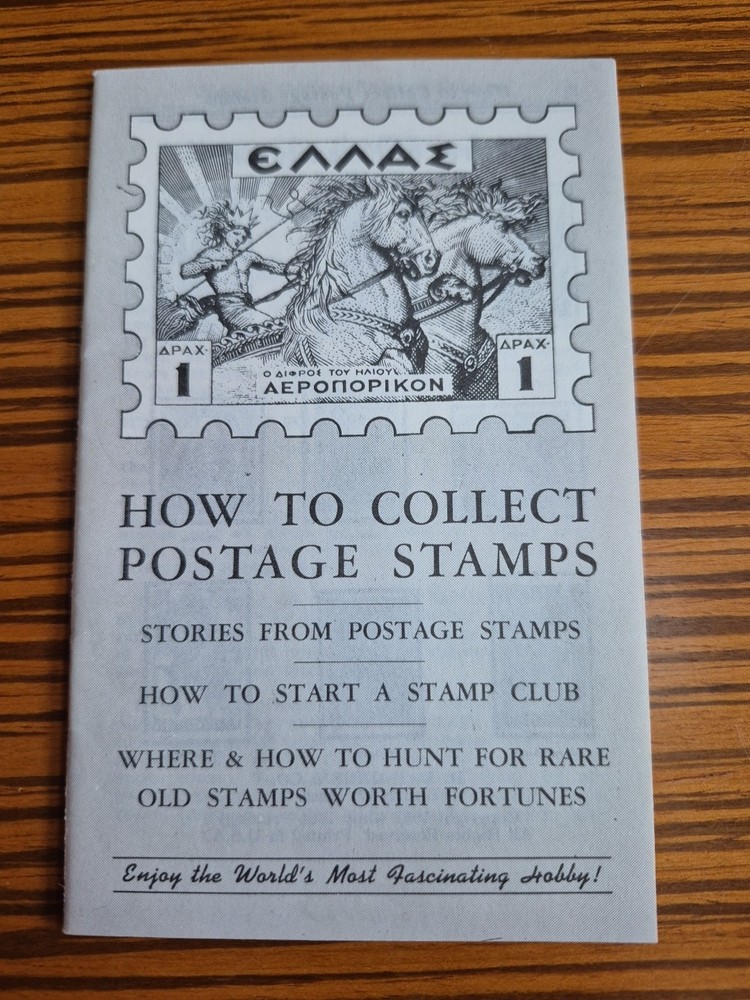 ΕΛΛΑΣ
ΔΡΑΧ·
1
Ο ΔΙΦΡΟΣ ΤΟΥ ΗΛΙΟΥ
ΑΕΡΟΠΟΡΙΚΟΝ
ΔΡΑΧ·
1
HOW TO COLLECT
POSTAGE STAMPS
STORIES FROM POSTAGE STAMPS
HOW TO START A STAMP CLUB
WHERE & HOW TO HUNT FOR RARE
OLD STAMPS WORTH FORTUNES
Enjoy the World's Most Fascinating Hobby!